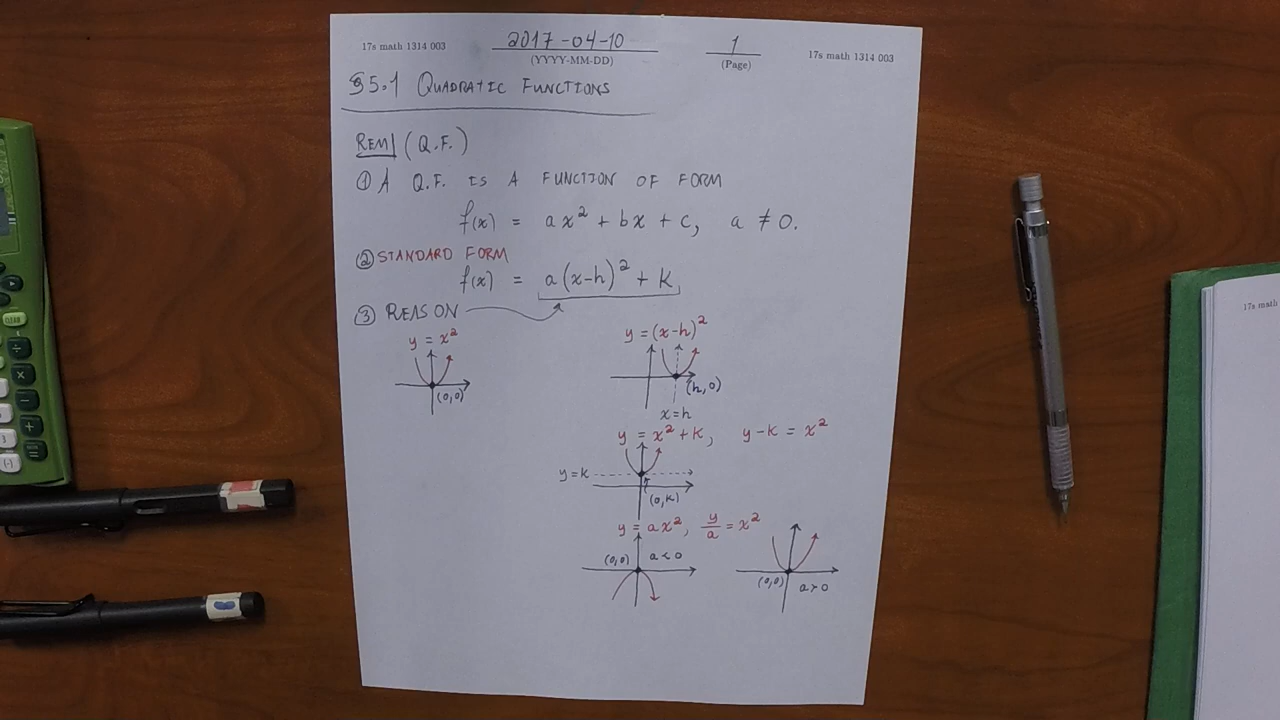 17s math 1314 003 2017-04-10 1 17s math 1314 003
(YYYY-MM-DD) (Page)
§5.1 QUADRATIC FUNCTIONS
REM (Q.F.)
① A Q.F. IS A FUNCTION OF FORM
f(x) = ax² + bx + c, a ≠ 0.
② STANDARD FORM
f(x) = a(x-h)² + k
③ REASON
y = x²
(0,0)
y = (x-h)²
(h,0)
x=h
y = x²+k, y-k = x²
y=k
(0,k)
y = ax², y/a = x²
(0,0) a<0
(0,0) a>0
17s math
(-)